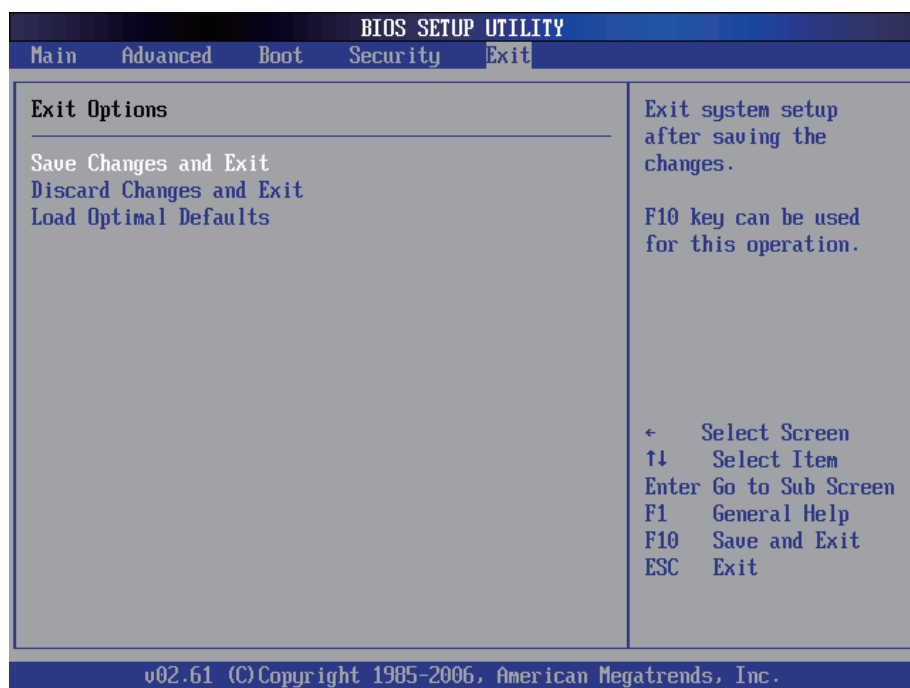 BIOS SETUP UTILITY
Main Advanced Boot Security Exit
Exit Options
Save Changes and Exit
Discard Changes and Exit
Load Optimal Defaults
Exit system setup
after saving the
changes.
F10 key can be used
for this operation.
← Select Screen
↑↓ Select Item
Enter Go to Sub Screen
F1 General Help
F10 Save and Exit
ESC Exit
v02.61 (C)Copyright 1985-2006, American Megatrends, Inc.